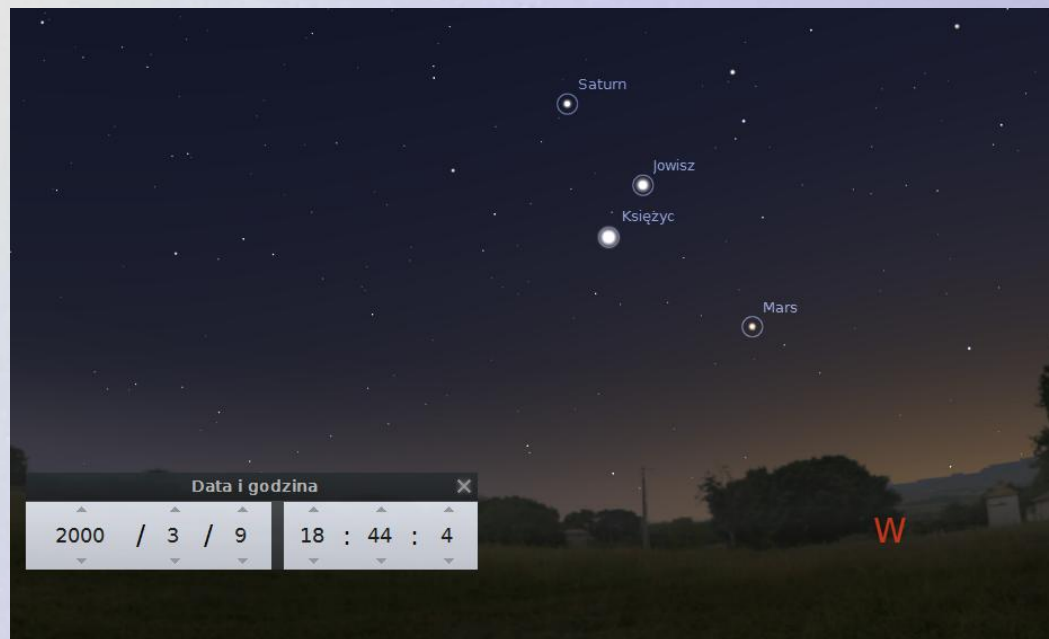 Saturn
Jowisz
Księżyc
Mars
W
Data i godzina
2000 / 3 / 9 18 : 44 : 4